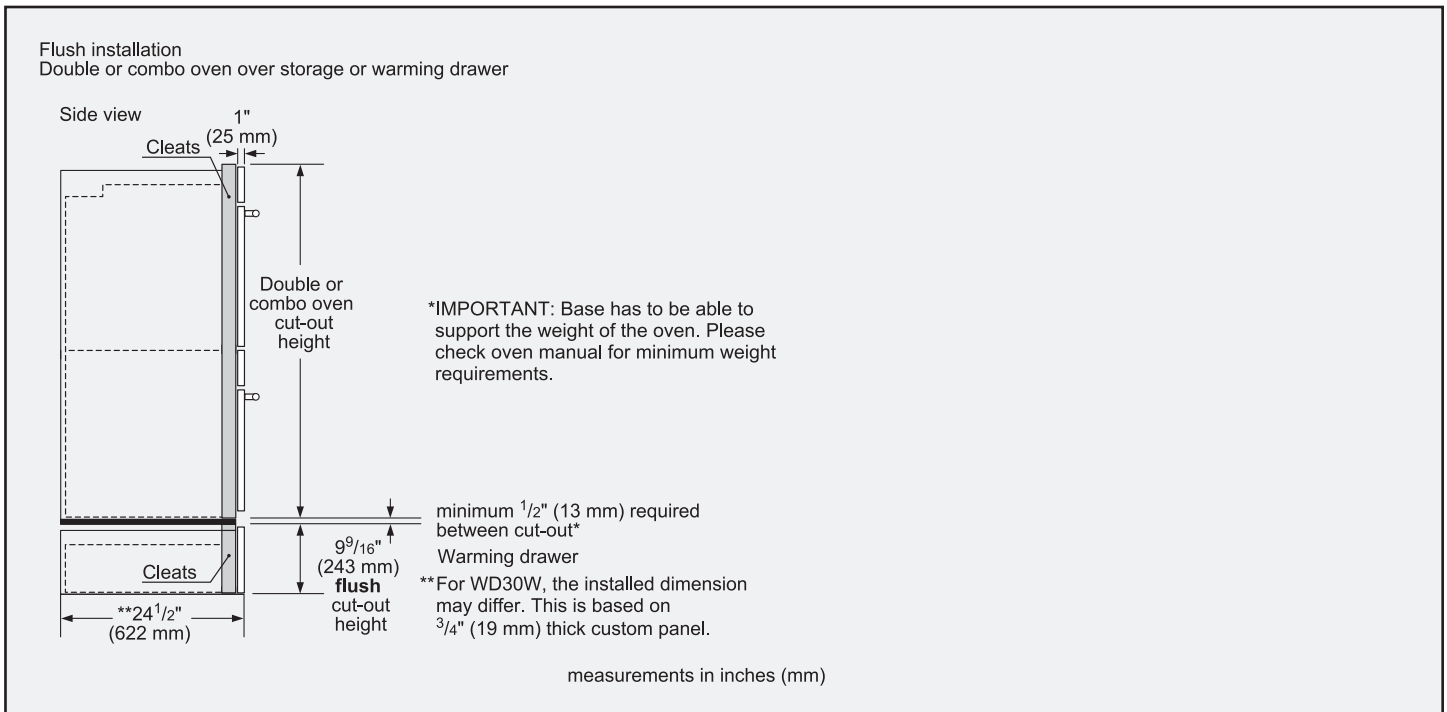 Flush installation
Double or combo oven over storage or warming drawer
Side view
1"
(25 mm)
Cleats
Double or
combo oven
cut-out
height
*IMPORTANT: Base has to be able to
support the weight of the oven. Please
check oven manual for minimum weight
requirements.
minimum 1/2" (13 mm) required
between cut-out*
9 9/16"
(243 mm)
flush
cut-out
height
Warming drawer
Cleats
**For WD30W, the installed dimension
may differ. This is based on
3/4" (19 mm) thick custom panel.
**24 1/2"
(622 mm)
measurements in inches (mm)